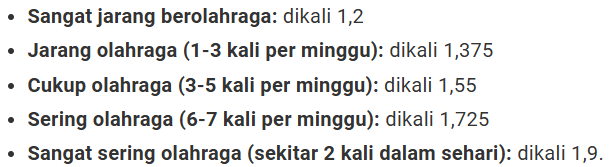 • Sangat jarang berolahraga: dikali 1,2
• Jarang olahraga (1-3 kali per minggu): dikali 1,375
• Cukup olahraga (3-5 kali per minggu): dikali 1,55
• Sering olahraga (6-7 kali per minggu): dikali 1,725
• Sangat sering olahraga (sekitar 2 kali dalam sehari): dikali 1,9.